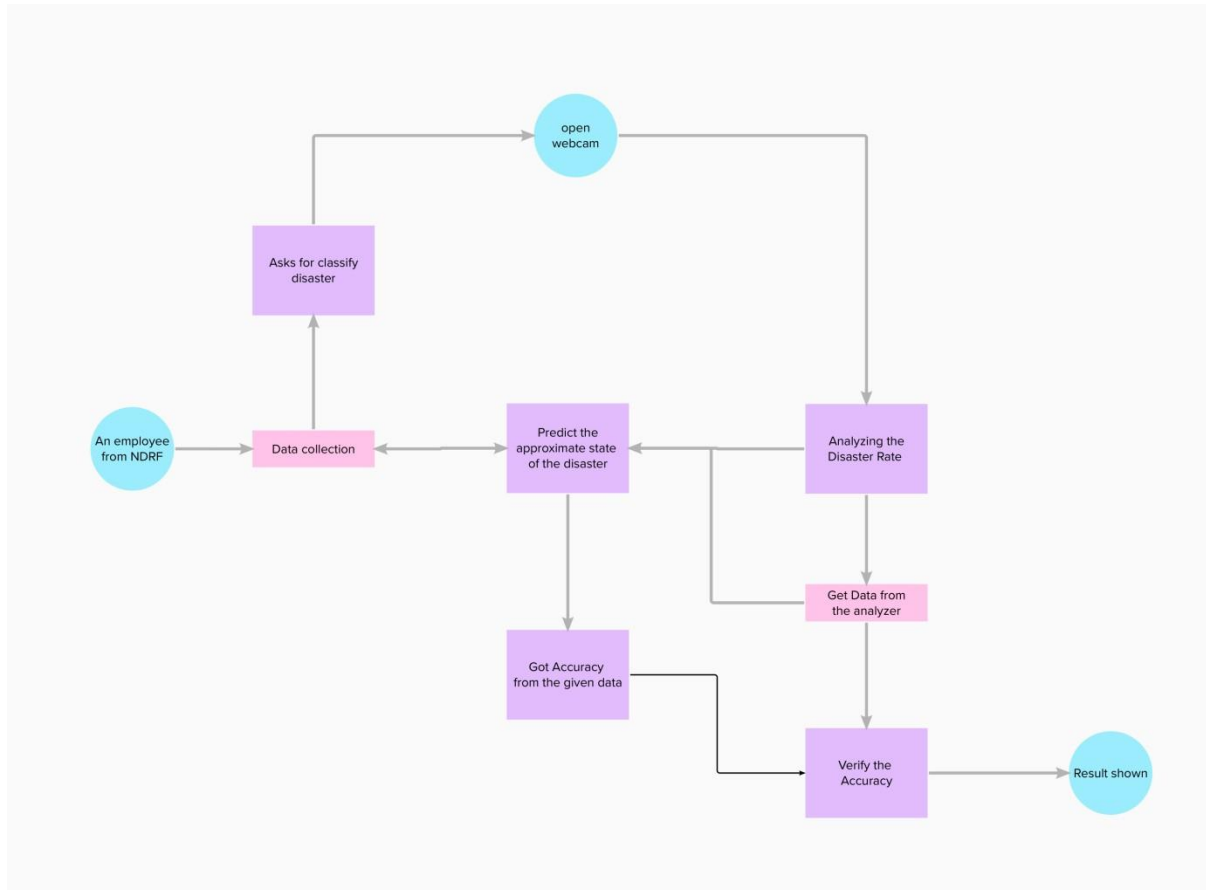 open
webcam
Asks for classify
disaster
An employee
from NDRF
Data collection
Predict the
approximate state
of the disaster
Analyzing the
Disaster Rate
Get Data from
the analyzer
Got Accuracy
from the given data
Verify the
Accuracy
Result shown